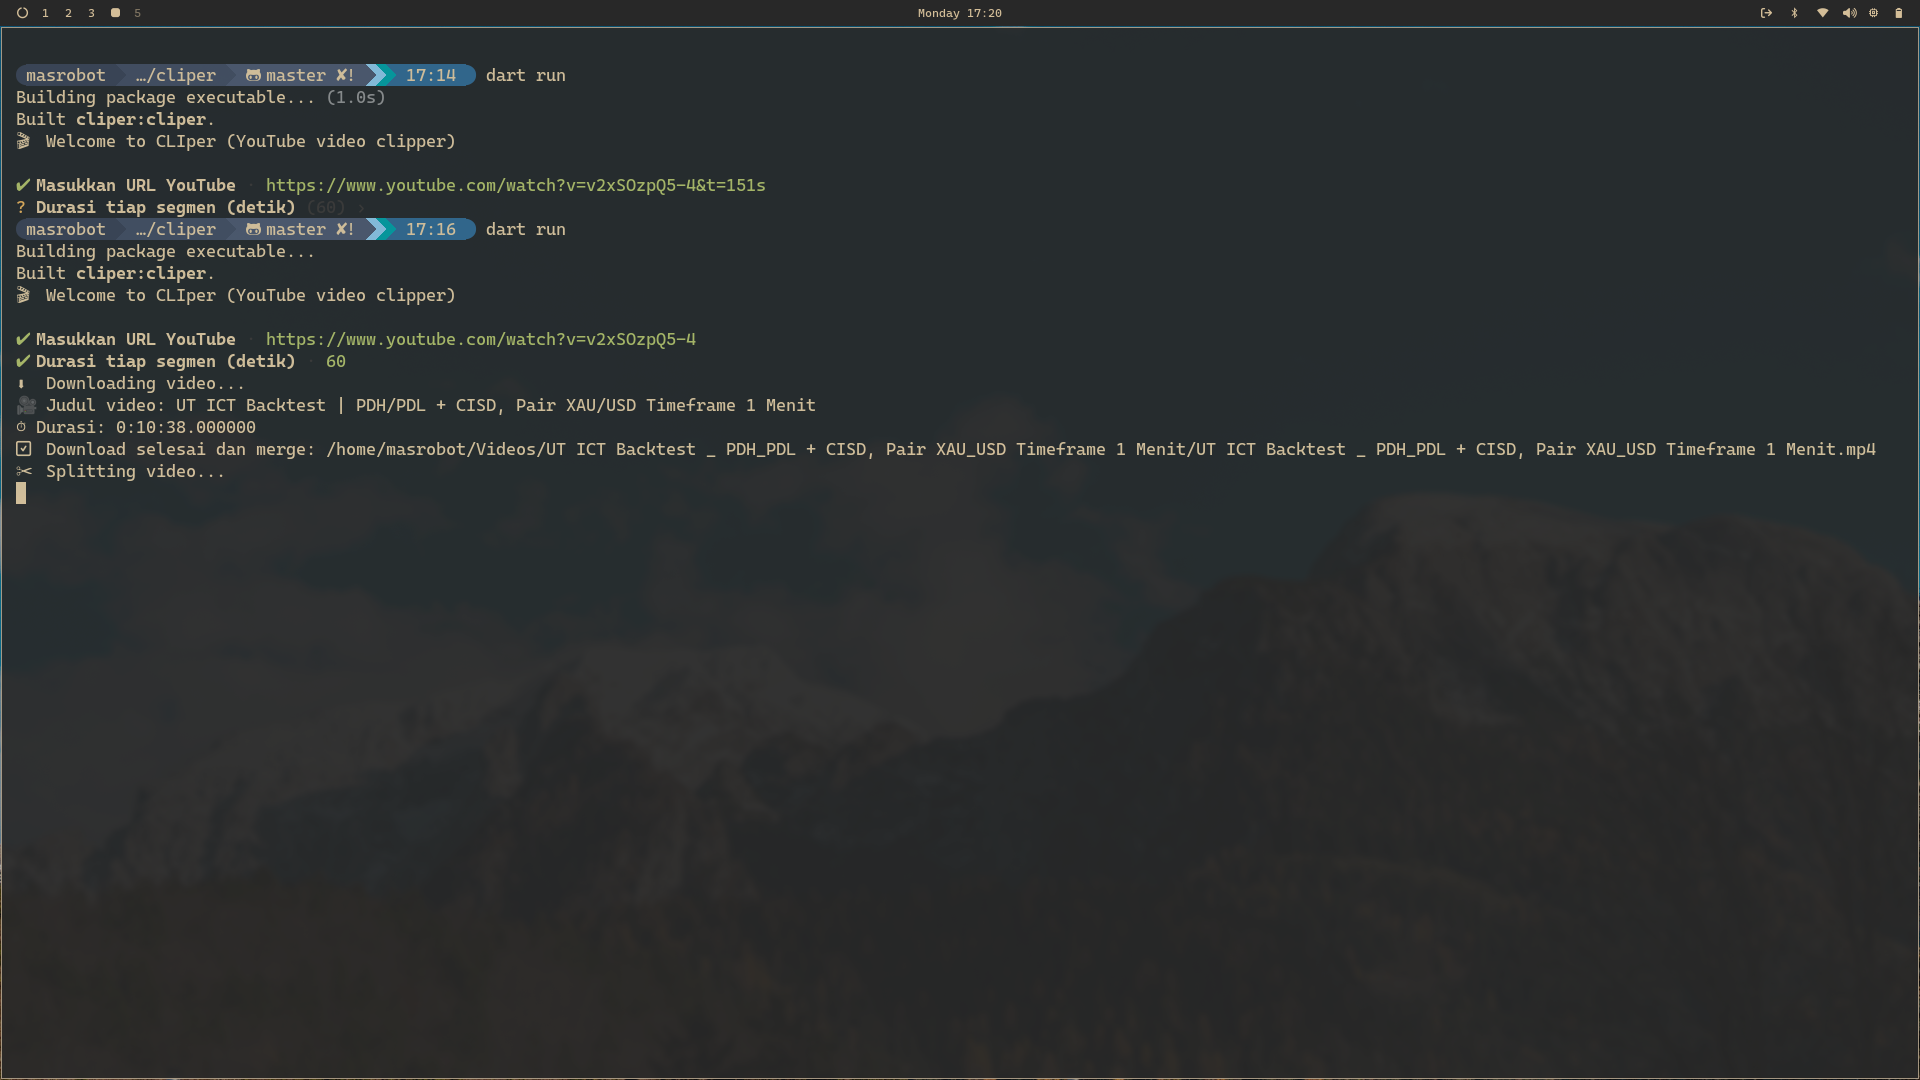 1 2 3 5 Monday 17:20
masrobot …/cliper master ✘! 17:14 dart run
Building package executable... (1.0s)
Built cliper:cliper.
🎬 Welcome to CLIper (YouTube video clipper)
✔ Masukkan URL YouTube · https://www.youtube.com/watch?v=v2xSOzpQ5-4&t=151s
? Durasi tiap segmen (detik) (60) ›
masrobot …/cliper master ✘! 17:16 dart run
Building package executable...
Built cliper:cliper.
🎬 Welcome to CLIper (YouTube video clipper)
✔ Masukkan URL YouTube · https://www.youtube.com/watch?v=v2xSOzpQ5-4
✔ Durasi tiap segmen (detik) · 60
⬇ Downloading video...
🎥 Judul video: UT ICT Backtest | PDH/PDL + CISD, Pair XAU/USD Timeframe 1 Menit
⏱ Durasi: 0:10:38.000000
✅ Download selesai dan merge: /home/masrobot/Videos/UT ICT Backtest _ PDH_PDL + CISD, Pair XAU_USD Timeframe 1 Menit/UT ICT Backtest _ PDH_PDL + CISD, Pair XAU_USD Timeframe 1 Menit.mp4
✂ Splitting video...